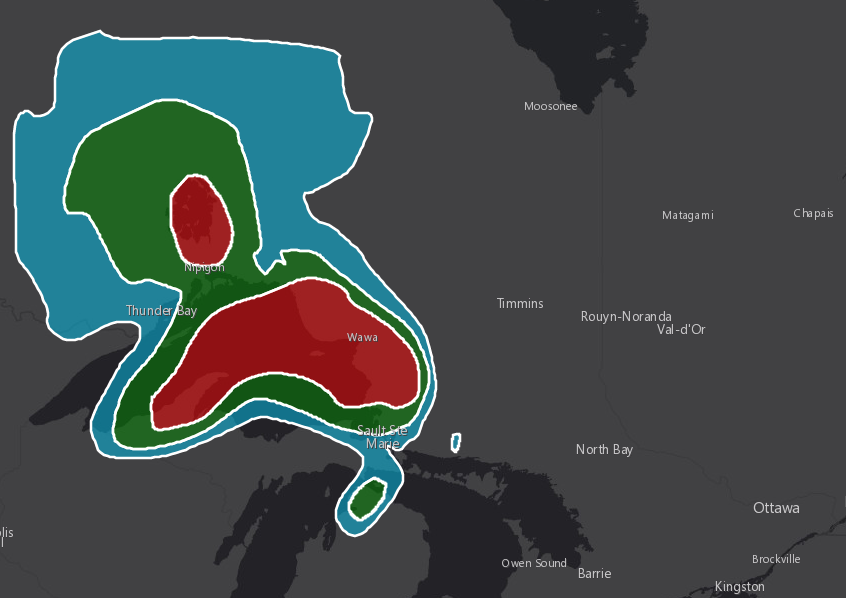 Moosonee
Matagami
Chapais
Nipigon
Thunder Bay
Timmins
Rouyn-Noranda
Val-d'Or
Wawa
Sault Ste
Marie
North Bay
Ottawa
lis
l
Owen Sound
Barrie
Brockville
Kingston